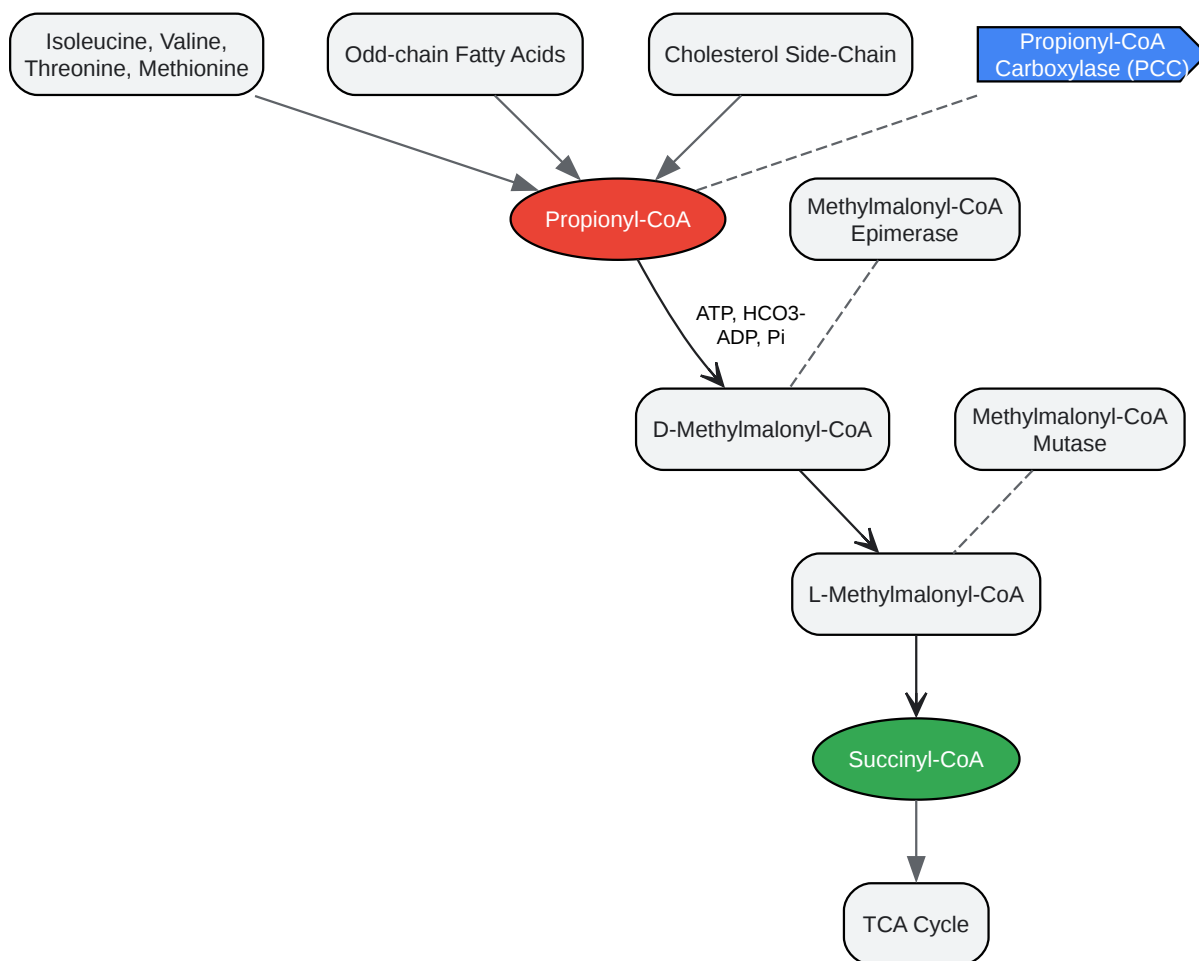 Isoleucine, Valine,
Threonine, Methionine
Odd-chain Fatty Acids
Cholesterol Side-Chain
Propionyl-CoA
Carboxylase (PCC)
Propionyl-CoA
Methylmalonyl-CoA
Epimerase
ATP, HCO3-
ADP, Pi
D-Methylmalonyl-CoA
Methylmalonyl-CoA
Mutase
L-Methylmalonyl-CoA
Succinyl-CoA
TCA Cycle